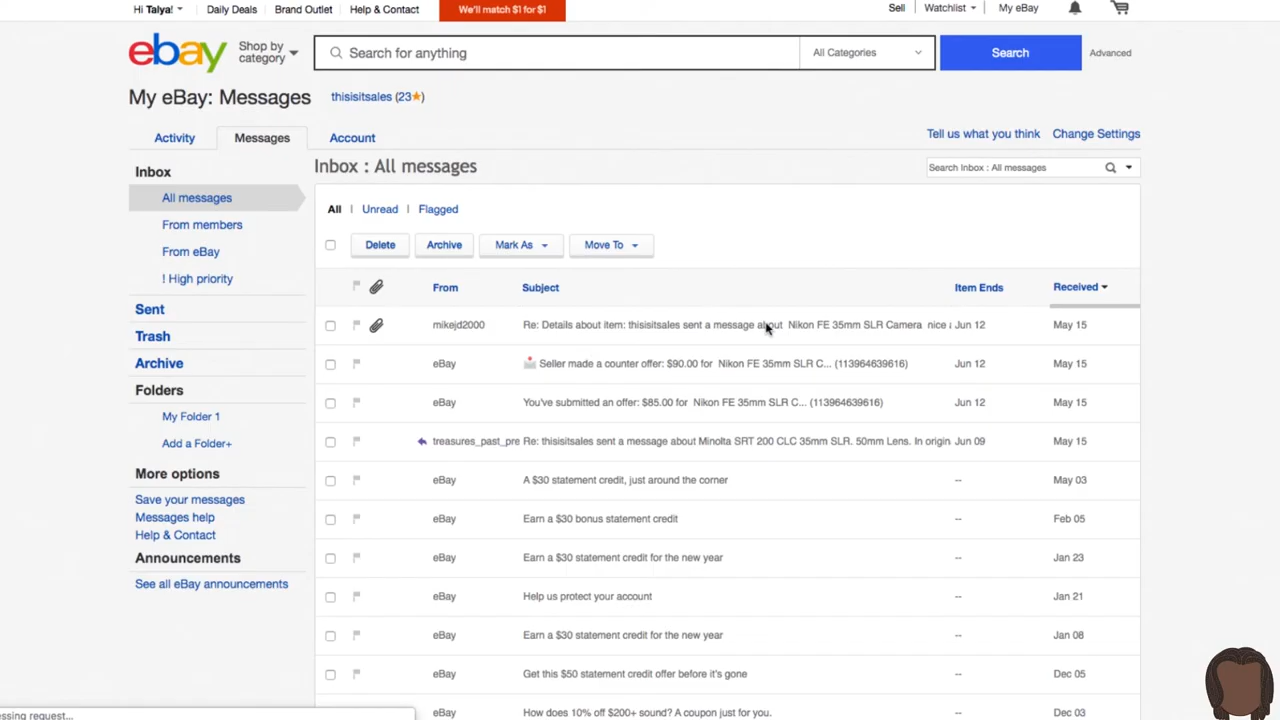 Hi Talya! Daily Deals Brand Outlet Help & Contact We'll match $1 for $1 Sell Watchlist My eBay
ebay Shop by category Search for anything All Categories Search Advanced
My eBay: Messages thisisitsales (23★)
Activity Messages Account Tell us what you think Change Settings
Inbox
All messages
From members
From eBay
! High priority
Sent
Trash
Archive
Folders
My Folder 1
Add a Folder+
More options
Save your messages
Messages help
Help & Contact
Announcements
See all eBay announcements
Inbox : All messages Search Inbox : All messages
All | Unread | Flagged
Delete Archive Mark As Move To
From Subject Item Ends Received
mikejd2000 Re: Details about item: thisisitsales sent a message about Nikon FE 35mm SLR Camera nice Jun 12 May 15
eBay Seller made a counter offer: $90.00 for Nikon FE 35mm SLR C... (113964639616) Jun 12 May 15
eBay You've submitted an offer: $85.00 for Nikon FE 35mm SLR C... (113964639616) Jun 12 May 15
treasures_past_pre Re: thisisitsales sent a message about Minolta SRT 200 CLC 35mm SLR. 50mm Lens. In origin Jun 09 May 15
eBay A $30 statement credit, just around the corner -- May 03
eBay Earn a $30 bonus statement credit -- Feb 05
eBay Earn a $30 statement credit for the new year -- Jan 23
eBay Help us protect your account -- Jan 21
eBay Earn a $30 statement credit for the new year -- Jan 08
eBay Get this $50 statement credit offer before it's gone -- Dec 05
eBay How does 10% off $200+ sound? A coupon just for you. -- Dec 03
essing request...